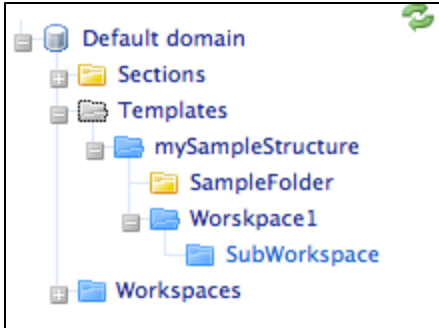 Default domain
Sections
Templates
mySampleStructure
SampleFolder
Worskpace1
SubWorkspace
Workspaces